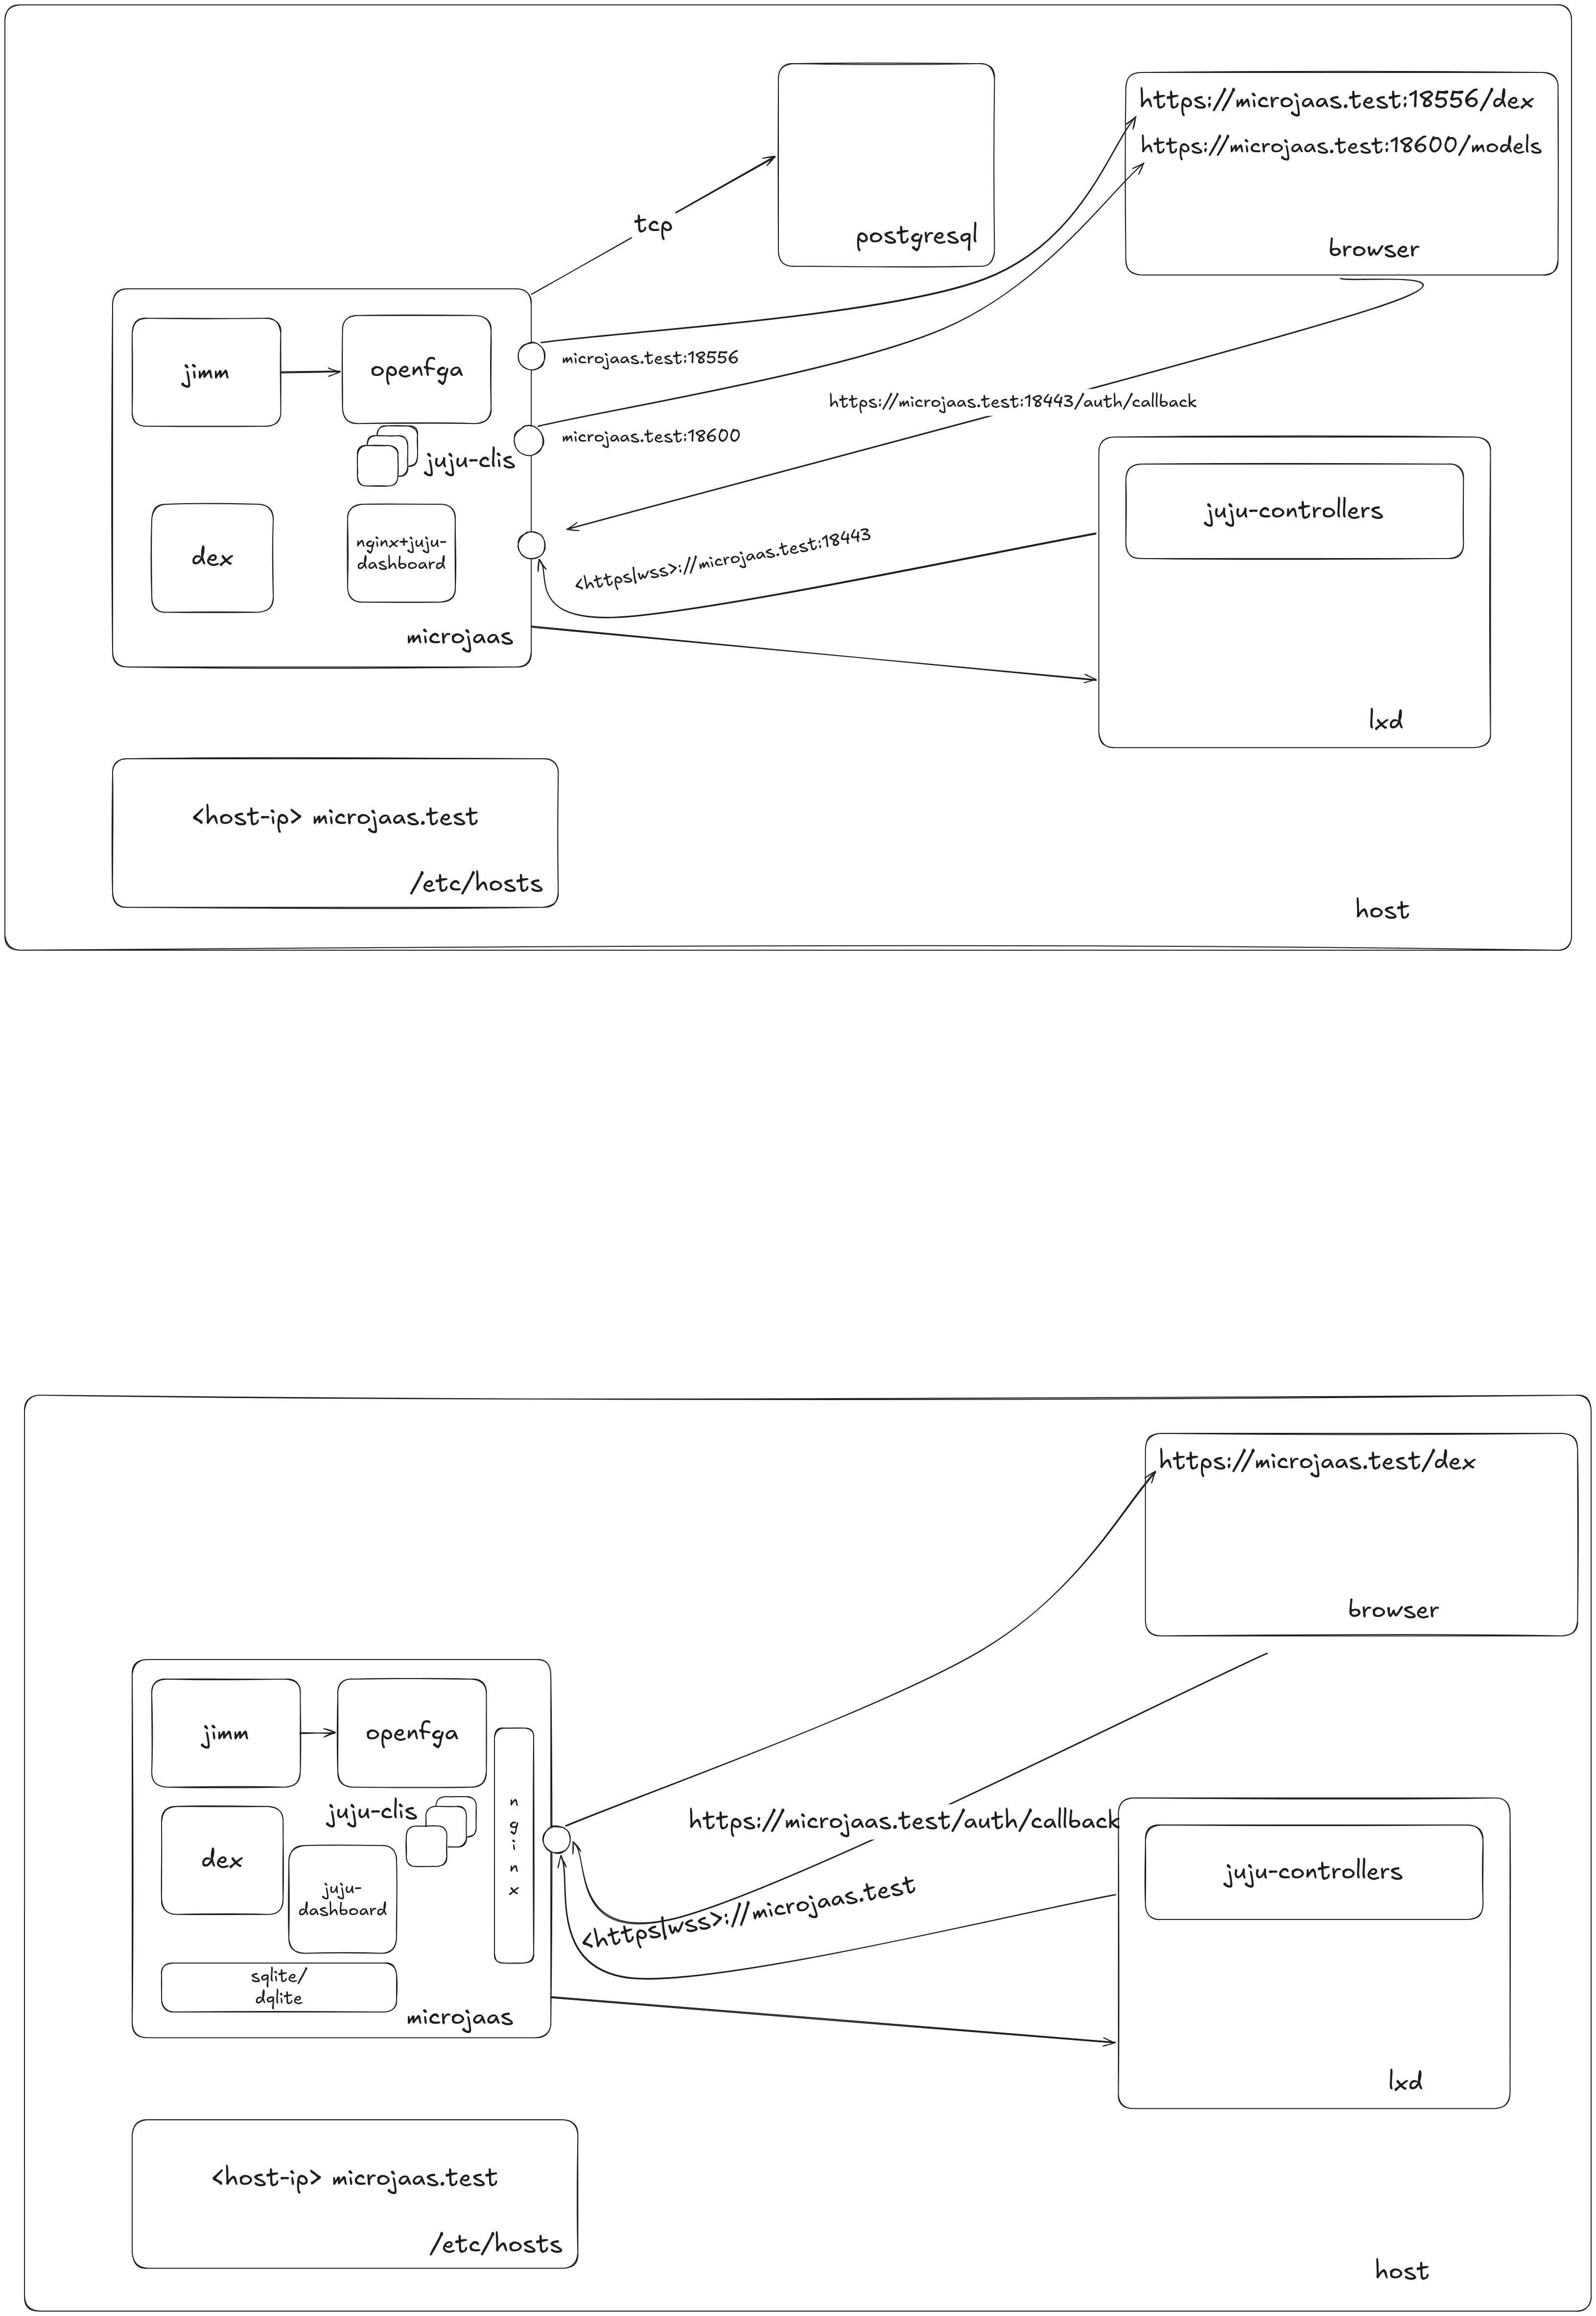 https://microjaas.test:18556/dex
https://microjaas.test:18600/models
browser
tcp
postgresql
jimm
openfga
microjaas.test:18556
https://microjaas.test:18443/auth/callback
microjaas.test:18600
juju-clis
juju-controllers
dex
nginx+juju-
dashboard
<https|wss>://microjaas.test:18443
microjaas
lxd
<host-ip> microjaas.test
/etc/hosts
host
https://microjaas.test/dex
browser
jimm
openfga
juju-clis
nginx
https://microjaas.test/auth/callback
dex
juju-
dashboard
juju-controllers
<https|wss>://microjaas.test
sqlite/
dqlite
microjaas
lxd
<host-ip> microjaas.test
/etc/hosts
host